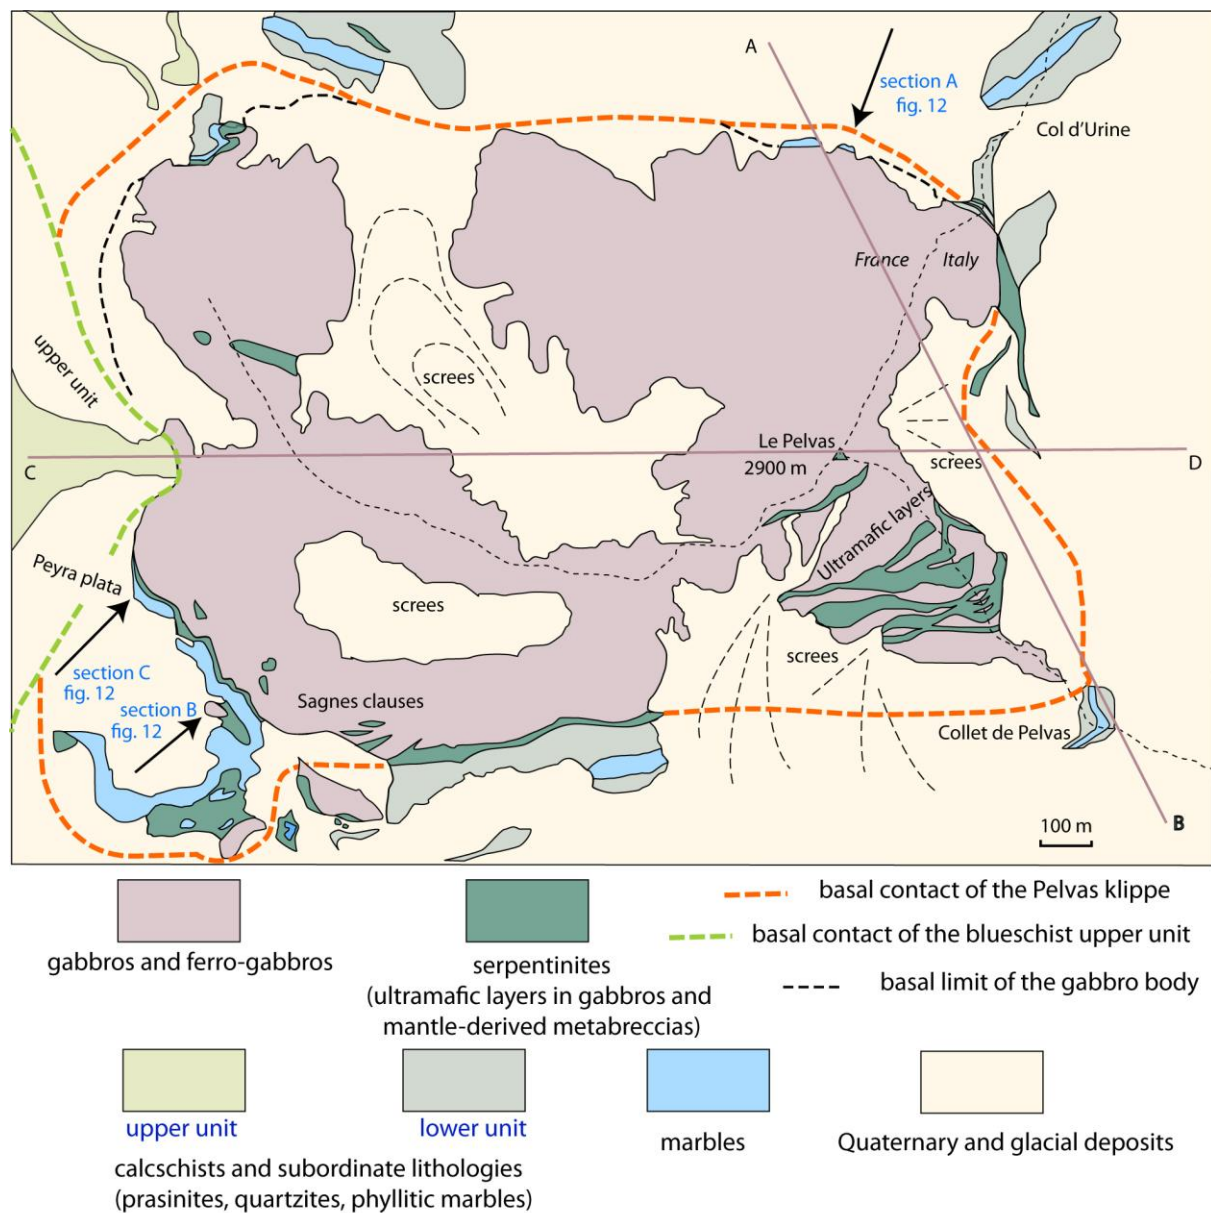 A
section A
fig. 12
Col d'Urine
France
Italy
upper unit
screes
Le Pelvas
2900 m
screes
C
D
Ultramafic layers
Peyra plata
screes
section C
fig. 12
section B
fig. 12
Sagnes clauses
screes
Collet de Pelvas
B
100 m
gabbros and ferro-gabbros
serpentinites
(ultramafic layers in gabbros and
mantle-derived metabreccias)
basal contact of the Pelvas klippe
basal contact of the blueschist upper unit
basal limit of the gabbro body
upper unit
lower unit
marbles
Quaternary and glacial deposits
calcschists and subordinate lithologies
(prasinites, quartzites, phyllitic marbles)